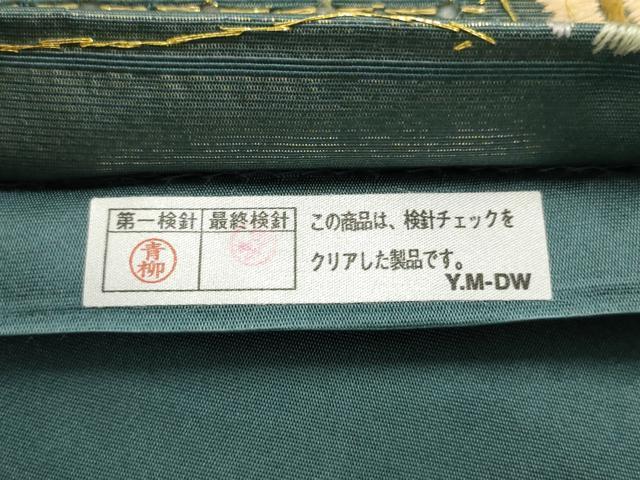 第一検針 最終検針
青柳
この商品は、検針チェックを
クリアした製品です。
Y.M-DW